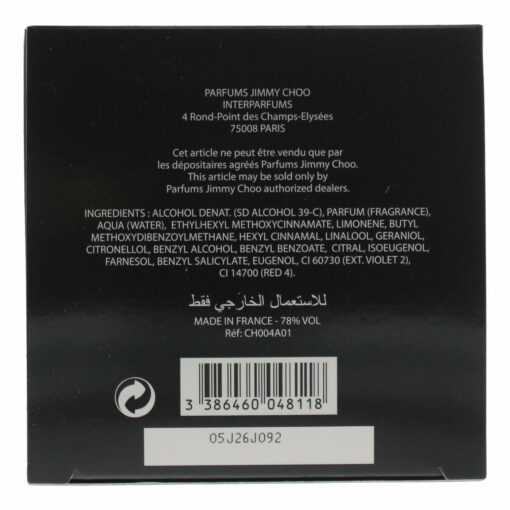 PARFUMS JIMMY CHOO
INTERPARFUMS
4 Rond-Point des Champs-Elysées
75008 PARIS
Cet article ne peut être vendu que par
les dépositaires agréés Parfums Jimmy Choo.
This article may be sold only by
Parfums Jimmy Choo authorized dealers.
INGREDIENTS : ALCOHOL DENAT. (SD ALCOHOL 39-C), PARFUM (FRAGRANCE),
AQUA (WATER), ETHYLHEXYL METHOXYCINNAMATE, LIMONENE, BUTYL
METHOXYDIBENZOYLMETHANE, HEXYL CINNAMAL, LINALOOL, GERANIOL,
CITRONELLOL, BENZYL ALCOHOL, BENZYL BENZOATE, CITRAL, ISOEUGENOL,
FARNESOL, BENZYL SALICYLATE, EUGENOL, CI 60730 (EXT. VIOLET 2),
CI 14700 (RED 4).
للاستعمال الخارجي فقط
MADE IN FRANCE - 78% VOL
Réf: CH004A01
3 386460 048118
05J26J092